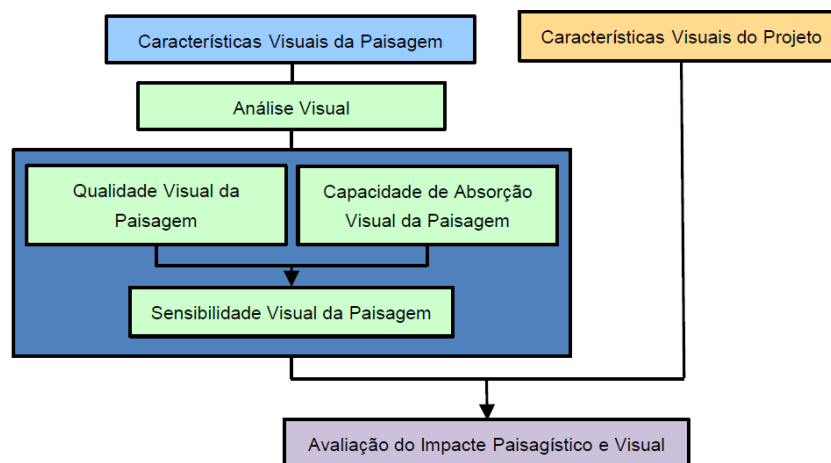 Características Visuais da Paisagem
Características Visuais do Projeto
Análise Visual
Qualidade Visual da
Paisagem
Capacidade de Absorção
Visual da Paisagem
Sensibilidade Visual da Paisagem
Avaliação do Impacte Paisagístico e Visual